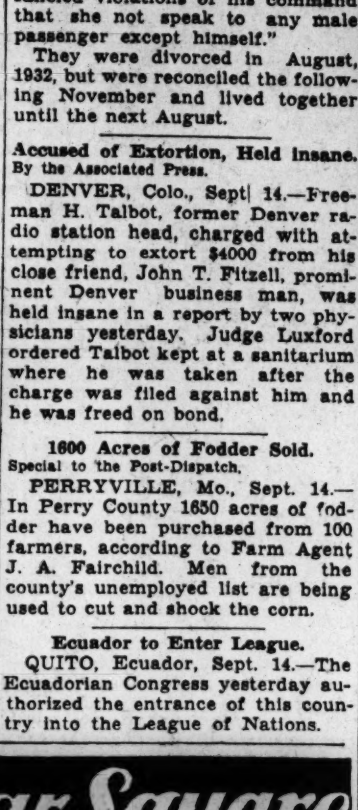 that she not speak to any male
passenger except himself."
They were divorced in August,
1932, but were reconciled the follow-
ing November and lived together
until the next August.
Accused of Extortion, Held Insane.
By the Associated Press.
DENVER, Colo., Sept 14.—Free-
man H. Talbot, former Denver ra-
dio station head, charged with at-
tempting to extort $4000 from his
close friend, John T. Fitzell, promi-
nent Denver business man, was
held insane in a report by two phy-
sicians yesterday. Judge Luxford
ordered Talbot kept at a sanitarium
where he was taken after the
charge was filed against him and
he was freed on bond.
1600 Acres of Fodder Sold.
Special to the Post-Dispatch.
PERRYVILLE, Mo., Sept. 14.—
In Perry County 1650 acres of fod-
der have been purchased from 100
farmers, according to Farm Agent
J. A. Fairchild. Men from the
county's unemployed list are being
used to cut and shock the corn.
Ecuador to Enter League.
QUITO, Ecuador, Sept. 14.—The
Ecuadorian Congress yesterday au-
thorized the entrance of this coun-
try into the League of Nations.
Square